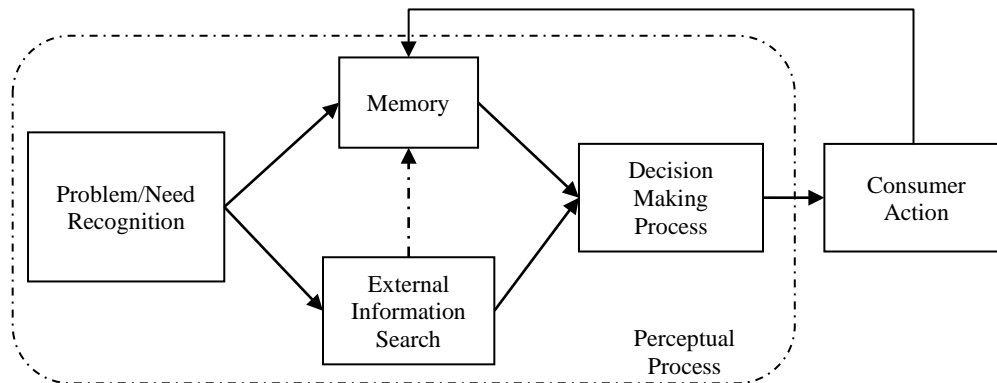 Memory
Problem/Need
Recognition
Decision
Making
Process
Consumer
Action
External
Information
Search
Perceptual
Process